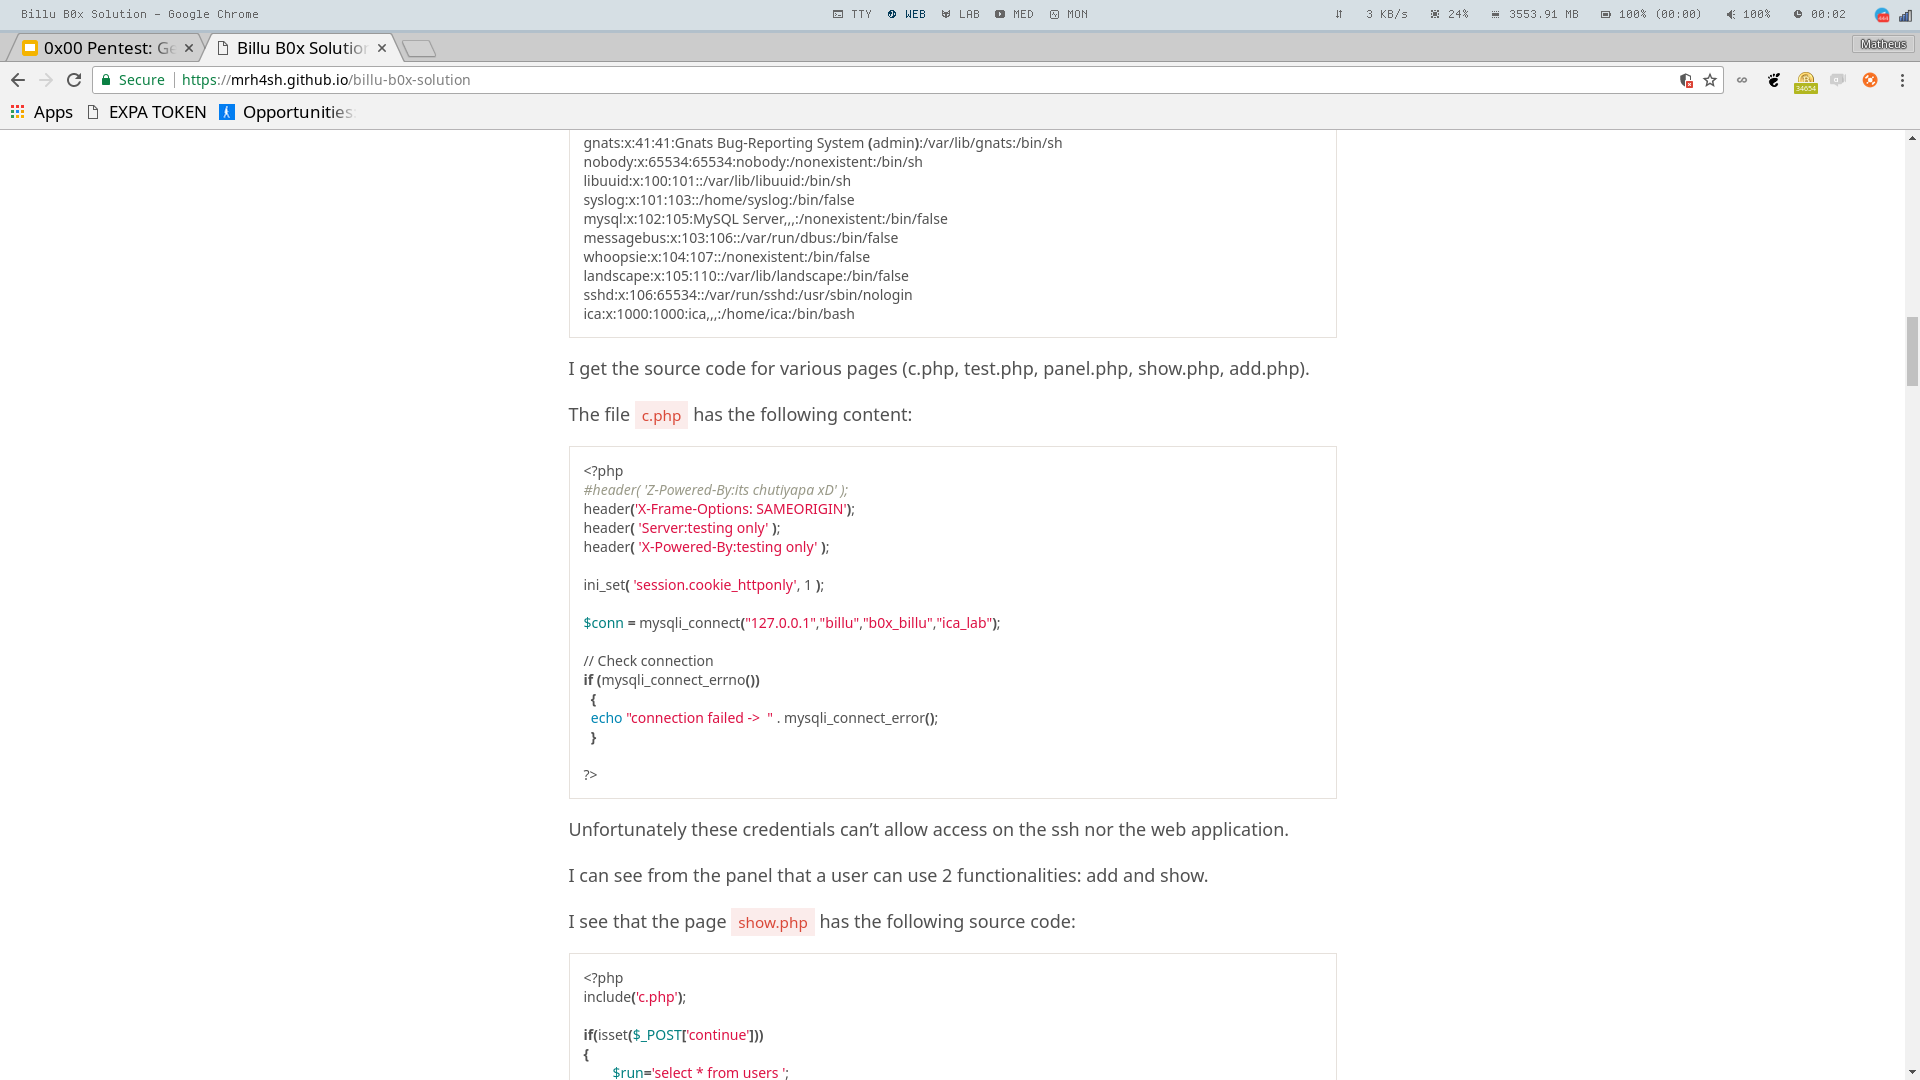 Billu B0x Solution - Google Chrome
TTY WEB LAB MED MON
3 KB/s 24% 3553.91 MB 100% (00:00) 100% 00:02
0x00 Pentest: Ge
Billu B0x Solution
Matheus
Secure https://mrh4sh.github.io/billu-b0x-solution
34654
Apps EXPA TOKEN Opportunities
gnats:x:41:41:Gnats Bug-Reporting System (admin):/var/lib/gnats:/bin/sh
nobody:x:65534:65534:nobody:/nonexistent:/bin/sh
libuuid:x:100:101::/var/lib/libuuid:/bin/sh
syslog:x:101:103::/home/syslog:/bin/false
mysql:x:102:105:MySQL Server,,,:/nonexistent:/bin/false
messagebus:x:103:106::/var/run/dbus:/bin/false
whoopsie:x:104:107::/nonexistent:/bin/false
landscape:x:105:110::/var/lib/landscape:/bin/false
sshd:x:106:65534::/var/run/sshd:/usr/sbin/nologin
ica:x:1000:1000:ica,,,:/home/ica:/bin/bash
I get the source code for various pages (c.php, test.php, panel.php, show.php, add.php).
The file c.php has the following content:
<?php
#header( 'Z-Powered-By:its chutiyapa xD' );
header('X-Frame-Options: SAMEORIGIN');
header( 'Server:testing only' );
header( 'X-Powered-By:testing only' );
ini_set( 'session.cookie_httponly', 1 );
$conn = mysqli_connect("127.0.0.1","billu","b0x_billu","ica_lab");
// Check connection
if (mysqli_connect_errno())
{
echo "connection failed ->  " . mysqli_connect_error();
}
?>
Unfortunately these credentials can’t allow access on the ssh nor the web application.
I can see from the panel that a user can use 2 functionalities: add and show.
I see that the page show.php has the following source code:
<?php
include('c.php');
if(isset($_POST['continue']))
{
$run='select * from users ';